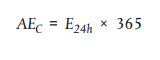 AE_C = E_24h × 365